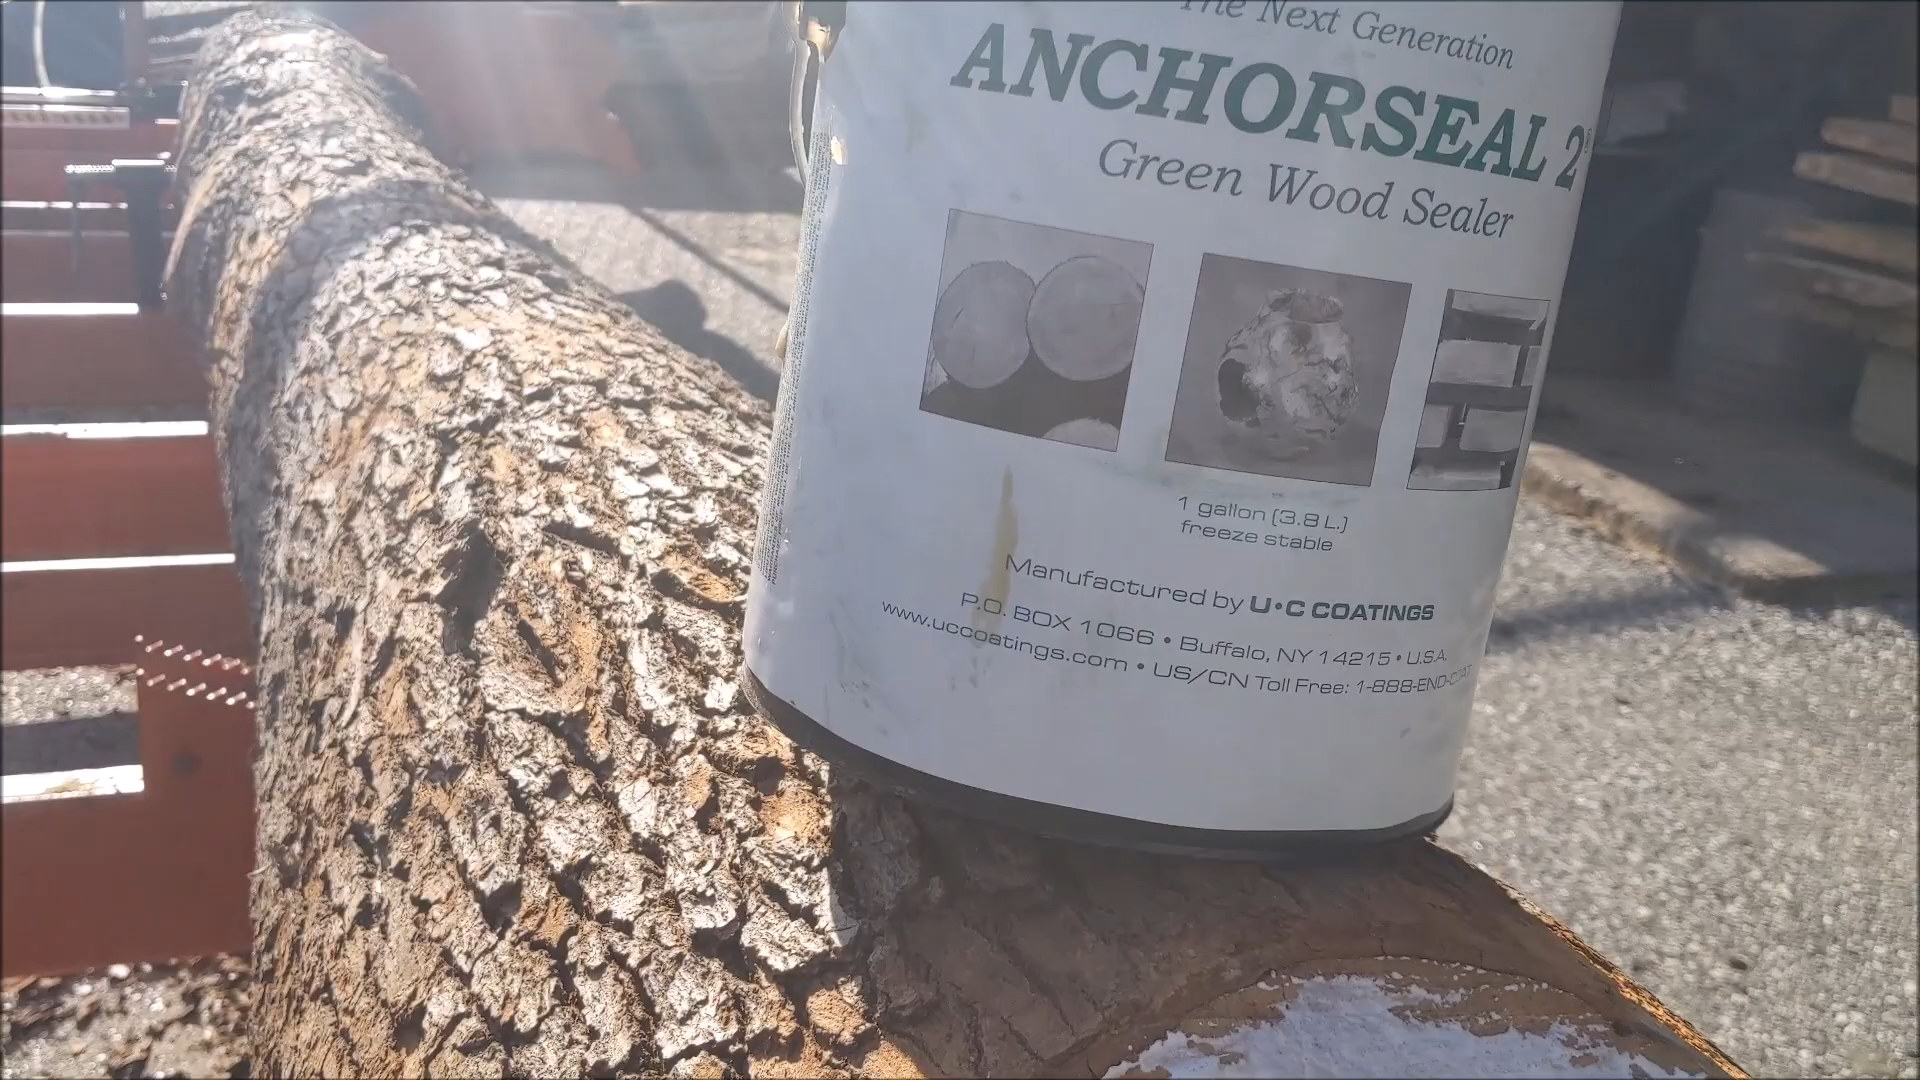 The Next Generation
ANCHORSEAL 2®
Green Wood Sealer
1 gallon (3.8 L.)
freeze stable
Manufactured by U•C COATINGS
P.O. BOX 1066 • Buffalo, NY 14215 • U.S.A.
www.uccoatings.com • US/CN Toll Free: 1-888-END-COAT